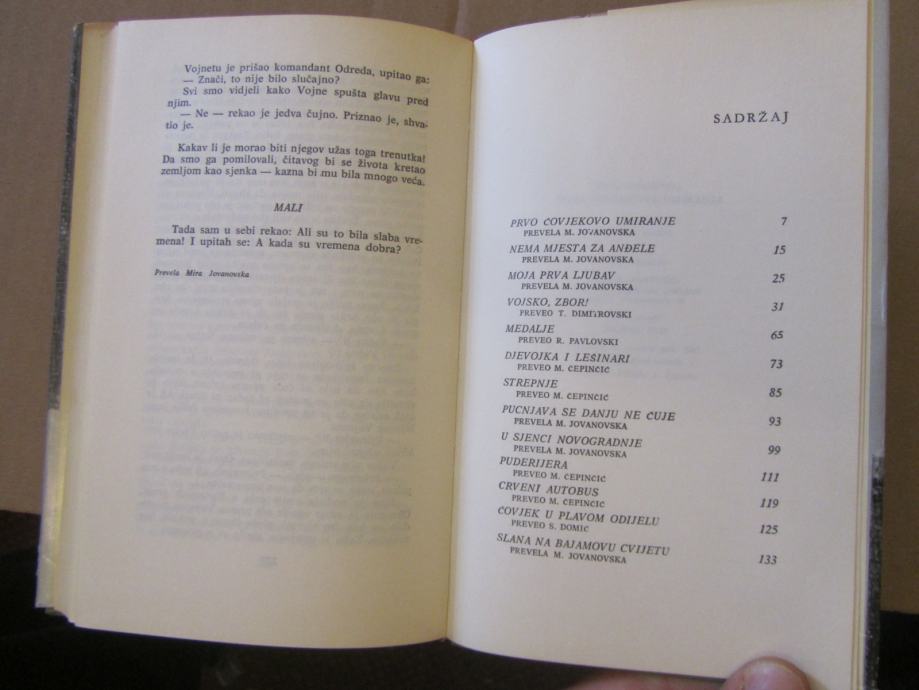 Vojnetu je prišao komandant Odreda, upitao ga:
— Znači, to nije bilo slučajno?
Svi smo vidjeli kako Vojne spušta glavu pred
njim.
— Ne — rekao je jedva čujno. Priznao je, shva-
tio je.
Kakav li je morao biti njegov užas toga trenutka!
Da smo ga pomilovali, čitavog bi se života kretao
zemljom kao sjenka — kazna bi mu bila mnogo veća.
MALI
Tada sam u sebi rekao: Ali su to bila slaba vre-
mena! I upitah se: A kada su vremena dobra?
Prevela Mira Jovanovska
SADRŽAJ
PRVO ČOVJEKOVO UMIRANJE 7
PREVELA M. JOVANOVSKA
NEMA MJESTA ZA ANĐELE 15
PREVELA M. JOVANOVSKA
MOJA PRVA LJUBAV 25
PREVELA M. JOVANOVSKA
VOJSKO, ZBOR! 31
PREVEO T. DIMITROVSKI
MEDALJE 65
PREVEO R. PAVLOVSKI
DJEVOJKA I LEŠINARI 73
PREVEO M. ČEPINČIĆ
STREPNJE 85
PREVEO M. ČEPINČIĆ
PUCNJAVA SE DANJU NE ČUJE 93
PREVELA M. JOVANOVSKA
U SJENCI NOVOGRADNJE 99
PREVELA M. JOVANOVSKA
PUDERIJERA 111
PREVEO M. ČEPINČIĆ
CRVENI AUTOBUS 119
PREVEO M. ČEPINČIĆ
ČOVJEK U PLAVOM ODIJELU 125
PREVEO S. DOMIĆ
SLANA NA BAJAMOVU CVIJETU 133
PREVELA M. JOVANOVSKA